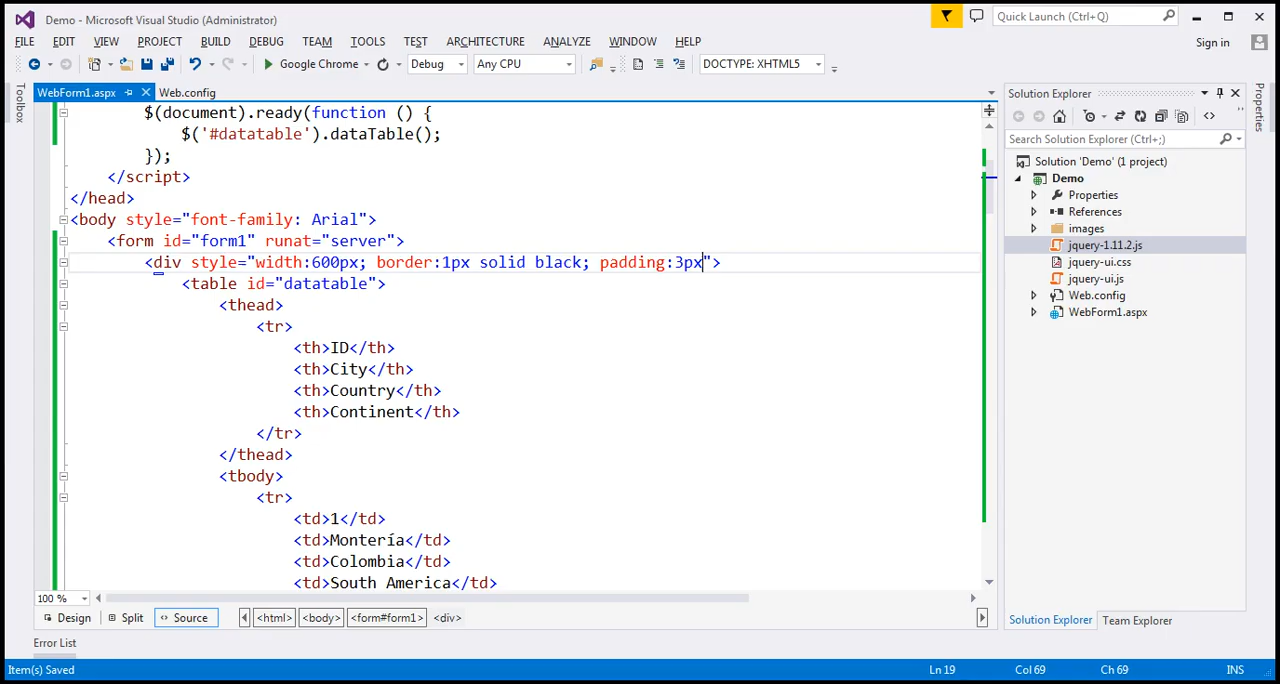 Demo - Microsoft Visual Studio (Administrator)
Quick Launch (Ctrl+Q)
FILE EDIT VIEW PROJECT BUILD DEBUG TEAM TOOLS TEST ARCHITECTURE ANALYZE WINDOW HELP
Sign in
Google Chrome Debug Any CPU DOCTYPE: XHTML5
Toolbox
WebForm1.aspx Web.config
$(document).ready(function () {
$('#datatable').dataTable();
});
</script>
</head>
<body style="font-family: Arial">
<form id="form1" runat="server">
<div style="width:600px; border:1px solid black; padding:3px">
<table id="datatable">
<thead>
<tr>
<th>ID</th>
<th>City</th>
<th>Country</th>
<th>Continent</th>
</tr>
</thead>
<tbody>
<tr>
<td>1</td>
<td>Montería</td>
<td>Colombia</td>
<td>South America</td>
100 %
Design Split Source <html> <body> <form#form1> <div>
Error List
Solution Explorer
Search Solution Explorer (Ctrl+;)
Solution 'Demo' (1 project)
Demo
Properties
References
images
jquery-1.11.2.js
jquery-ui.css
jquery-ui.js
Web.config
WebForm1.aspx
Solution Explorer Team Explorer
Properties
Item(s) Saved Ln 19 Col 69 Ch 69 INS